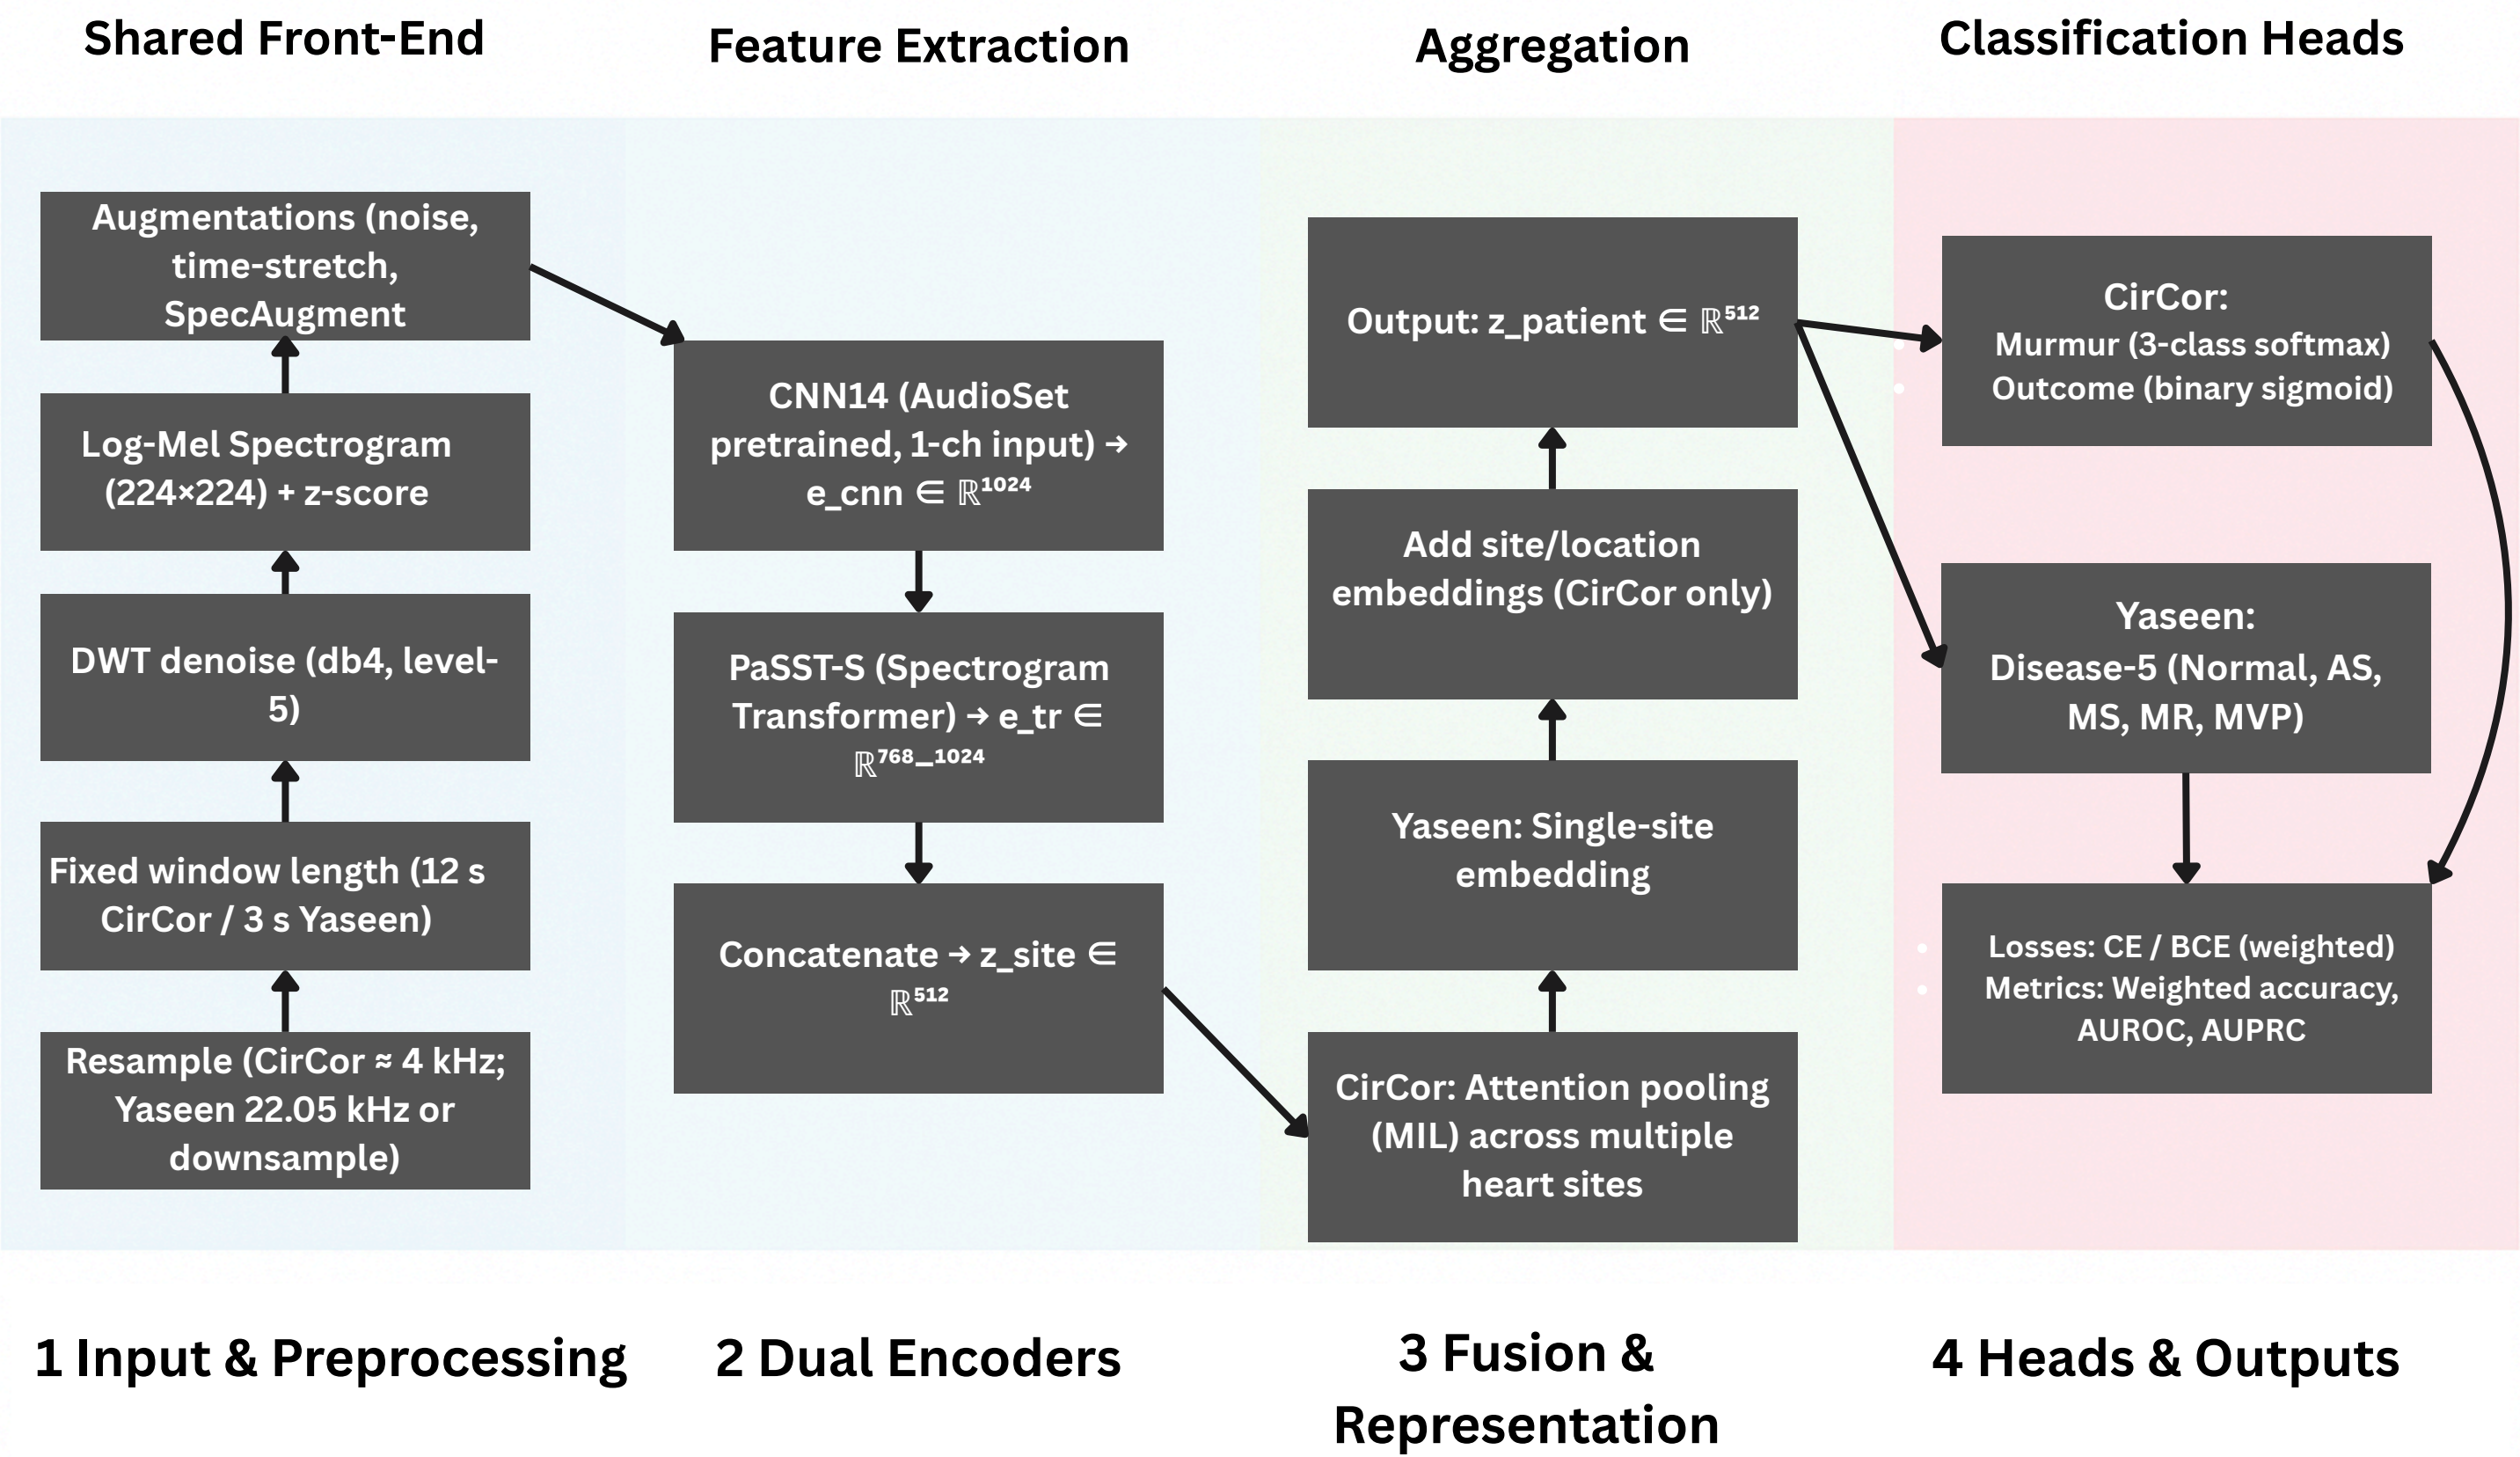 Shared Front-End
Feature Extraction
Aggregation
Classification Heads
Augmentations (noise,
time-stretch,
SpecAugment
Log-Mel Spectrogram
(224×224) + z-score
DWT denoise (db4, level-
5)
Fixed window length (12 s
CirCor / 3 s Yaseen)
Resample (CirCor ≈ 4 kHz;
Yaseen 22.05 kHz or
downsample)
CNN14 (AudioSet
pretrained, 1-ch input) →
e_cnn ∈ ℝ¹⁰²⁴
PaSST-S (Spectrogram
Transformer) → e_tr ∈
ℝ⁷⁶⁸–¹⁰²⁴
Concatenate → z_site ∈
ℝ⁵¹²
Output: z_patient ∈ ℝ⁵¹²
Add site/location
embeddings (CirCor only)
Yaseen: Single-site
embedding
CirCor: Attention pooling
(MIL) across multiple
heart sites
CirCor:
• Murmur (3-class softmax)
• Outcome (binary sigmoid)
Yaseen:
Disease-5 (Normal, AS,
MS, MR, MVP)
• Losses: CE / BCE (weighted)
• Metrics: Weighted accuracy,
AUROC, AUPRC
1 Input & Preprocessing
2 Dual Encoders
3 Fusion &
Representation
4 Heads & Outputs